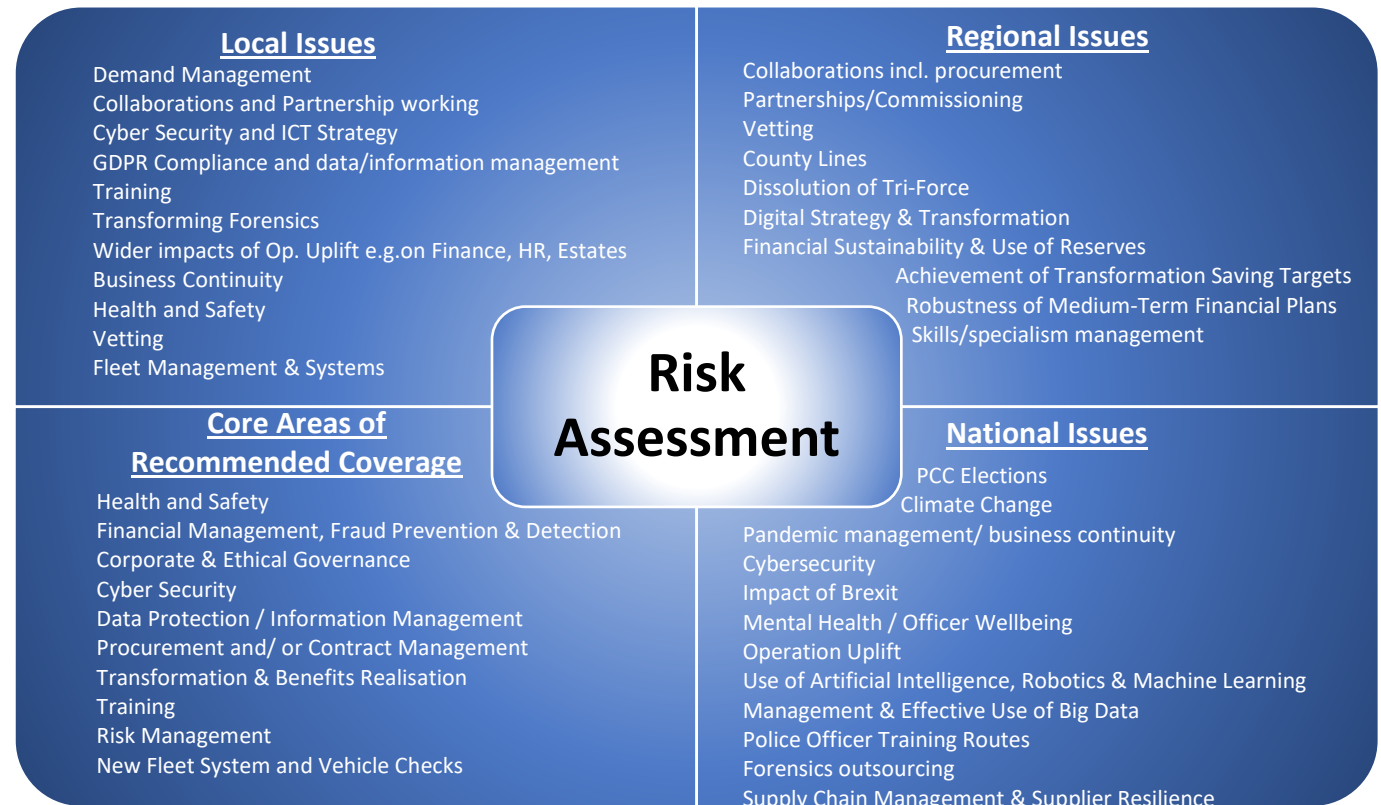 Local Issues
Demand Management
Collaborations and Partnership working
Cyber Security and ICT Strategy
GDPR Compliance and data/information management
Training
Transforming Forensics
Wider impacts of Op. Uplift e.g.on Finance, HR, Estates
Business Continuity
Health and Safety
Vetting
Fleet Management & Systems
Regional Issues
Collaborations incl. procurement
Partnerships/Commissioning
Vetting
County Lines
Dissolution of Tri-Force
Digital Strategy & Transformation
Financial Sustainability & Use of Reserves
Achievement of Transformation Saving Targets
Robustness of Medium-Term Financial Plans
Skills/specialism management
Risk
Assessment
Core Areas of
Recommended Coverage
Health and Safety
Financial Management, Fraud Prevention & Detection
Corporate & Ethical Governance
Cyber Security
Data Protection / Information Management
Procurement and/ or Contract Management
Transformation & Benefits Realisation
Training
Risk Management
New Fleet System and Vehicle Checks
National Issues
PCC Elections
Climate Change
Pandemic management/ business continuity
Cybersecurity
Impact of Brexit
Mental Health / Officer Wellbeing
Operation Uplift
Use of Artificial Intelligence, Robotics & Machine Learning
Management & Effective Use of Big Data
Police Officer Training Routes
Forensics outsourcing
Supply Chain Management & Supplier Resilience